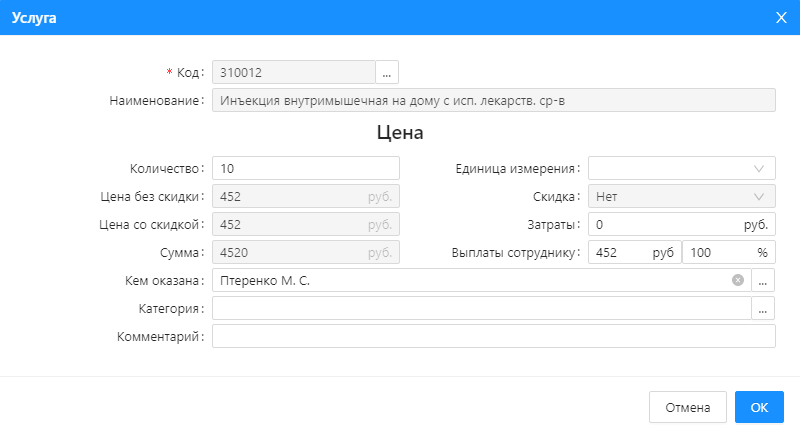 Услуга
* Код: 310012 ...
Наименование: Инъекция внутримышечная на дому с исп. лекарств. ср-в
Цена
Количество: 10 Единица измерения:
Цена без скидки: 452 руб. Скидка: Нет
Цена со скидкой: 452 руб. Затраты: 0 руб.
Сумма: 4520 руб. Выплаты сотруднику: 452 руб 100 %
Кем оказана: Птеренко М. С. ...
Категория: ...
Комментарий:
Отмена OK